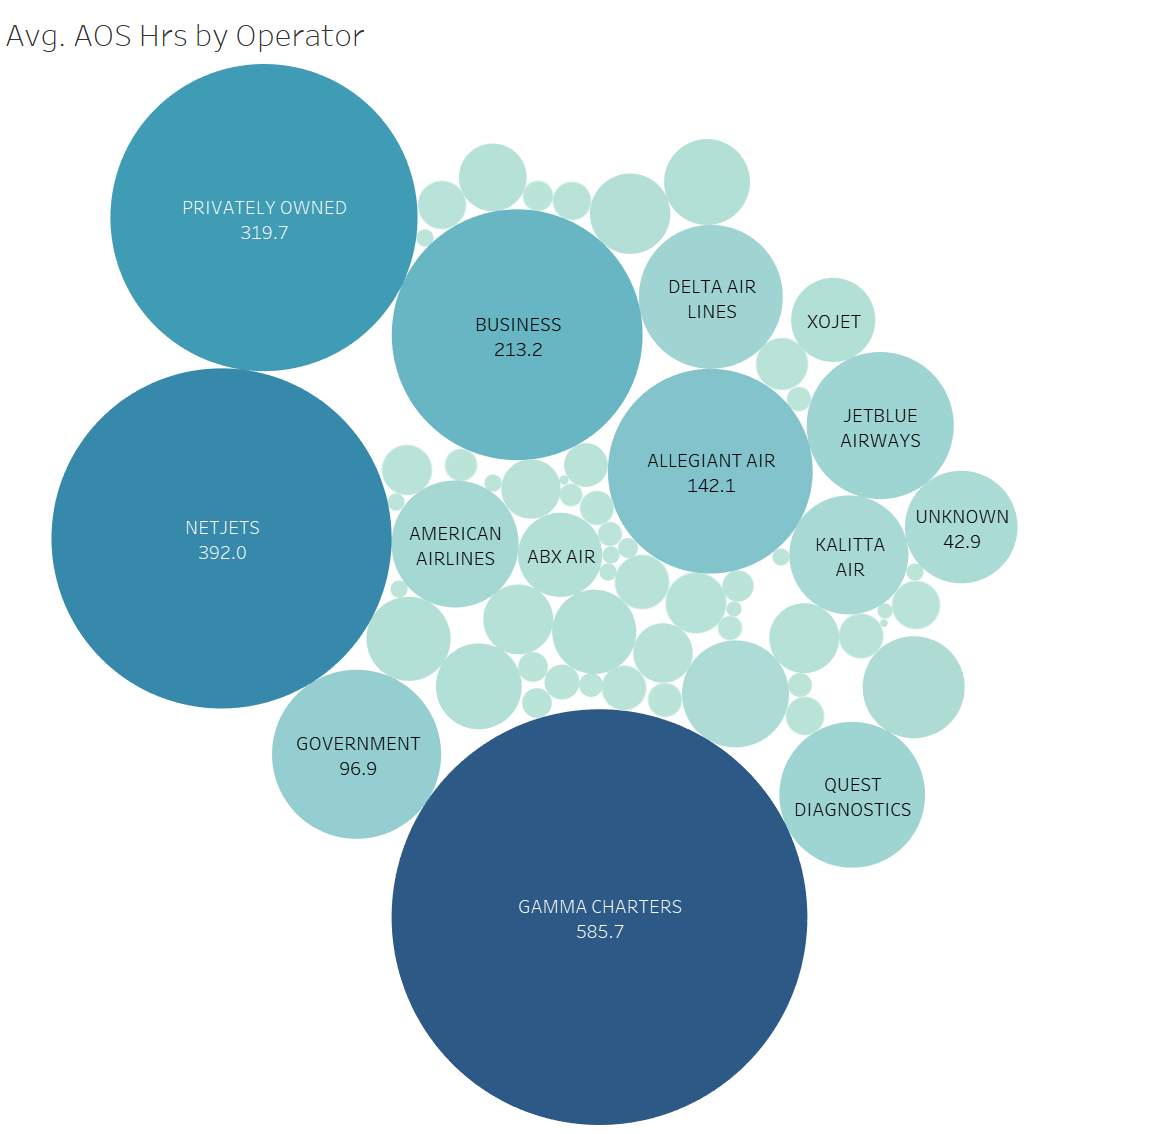 Avg. AOS Hrs by Operator
PRIVATELY OWNED
319.7
DELTA AIR
LINES
BUSINESS
213.2
XOJET
JETBLUE
AIRWAYS
ALLEGIANT AIR
142.1
NETJETS
392.0
AMERICAN
AIRLINES
ABX AIR
KALITTA
AIR
UNKNOWN
42.9
GOVERNMENT
96.9
QUEST
DIAGNOSTICS
GAMMA CHARTERS
585.7